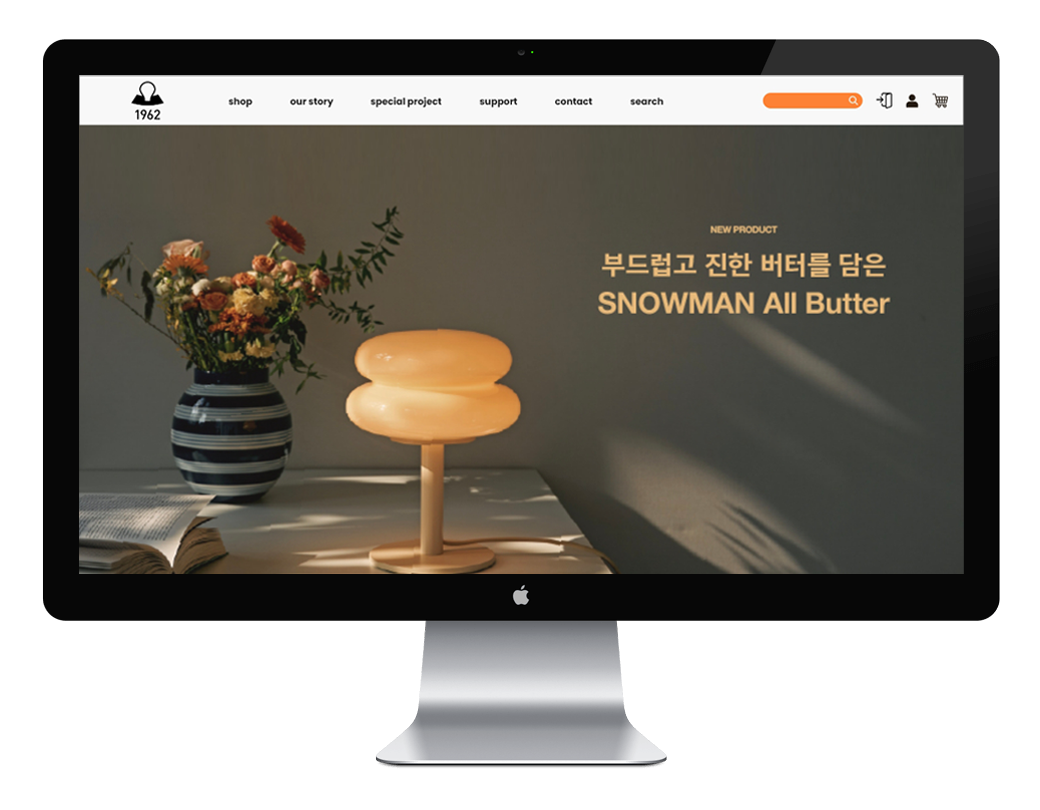 1962
shop our story special project support contact search
NEW PRODUCT
부드럽고 진한 버터를 담은
SNOWMAN All Butter